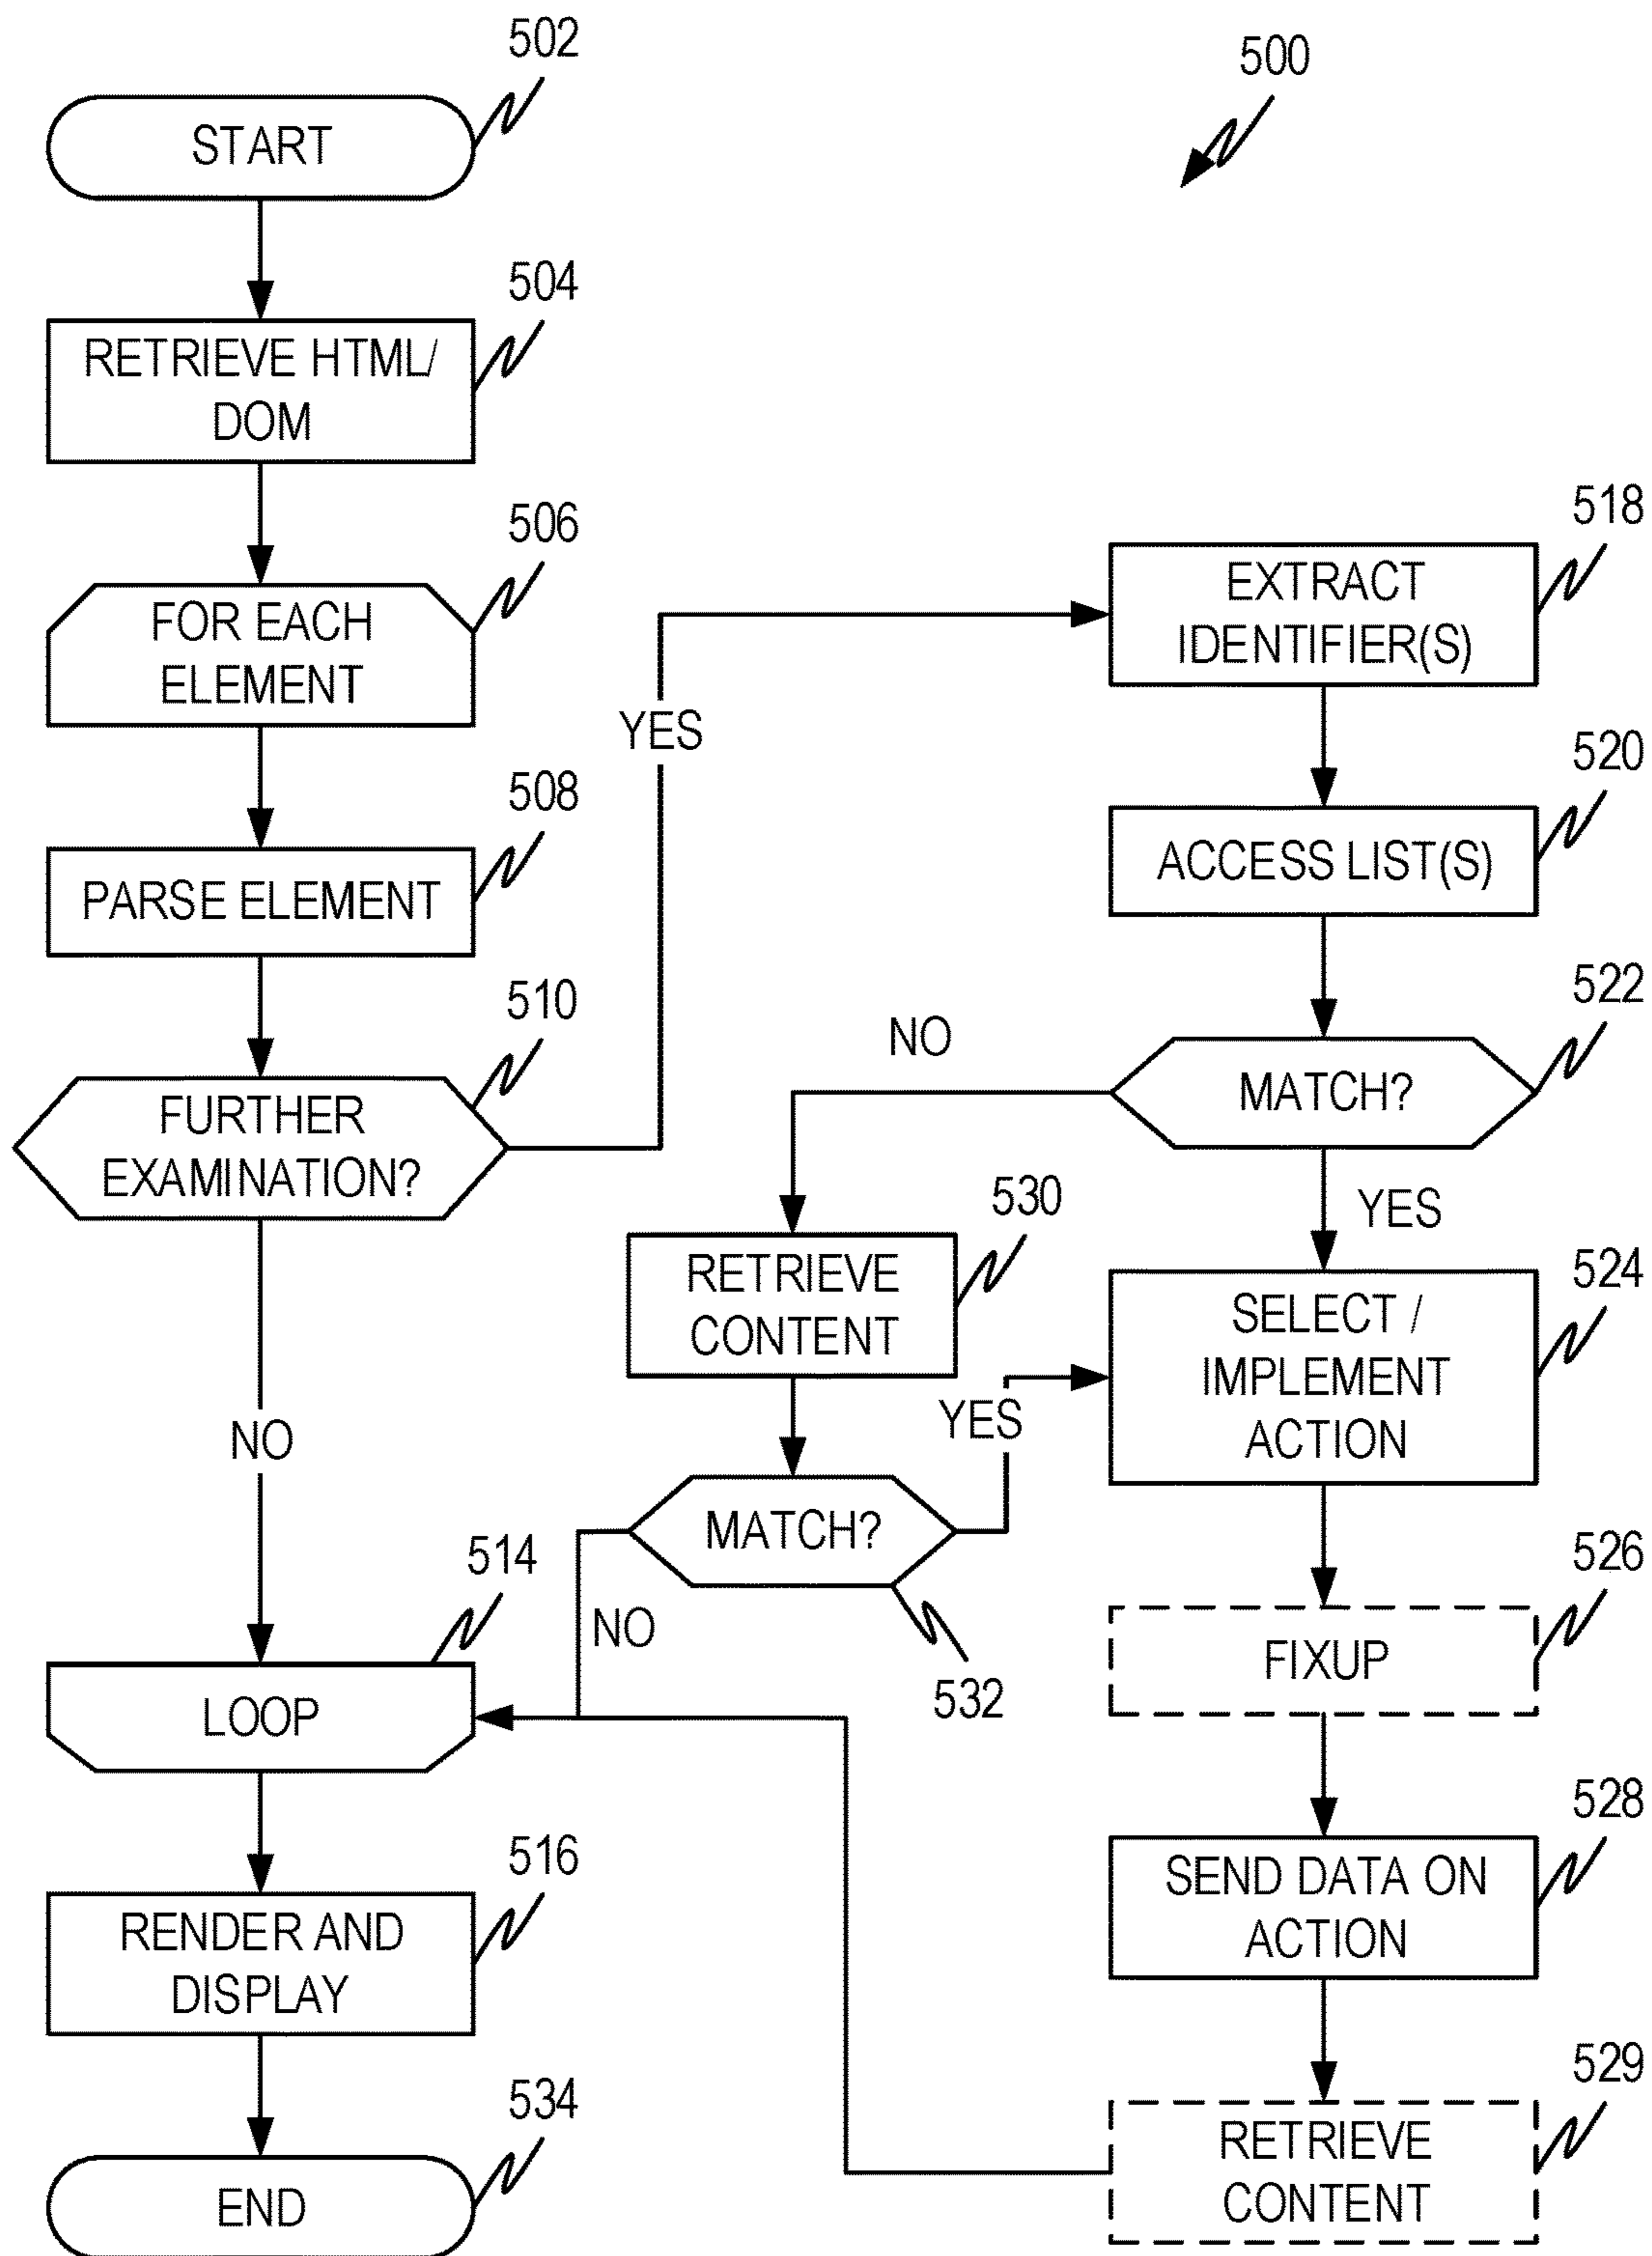 502
500
START
504
RETRIEVE HTML/
DOM
506
FOR EACH
ELEMENT
508
PARSE ELEMENT
510
FURTHER
EXAMINATION?
YES
NO
518
EXTRACT
IDENTIFIER(S)
520
ACCESS LIST(S)
522
MATCH?
NO
YES
530
RETRIEVE
CONTENT
532
MATCH?
YES
NO
524
SELECT /
IMPLEMENT
ACTION
526
FIXUP
528
SEND DATA ON
ACTION
529
RETRIEVE
CONTENT
514
LOOP
516
RENDER AND
DISPLAY
534
END